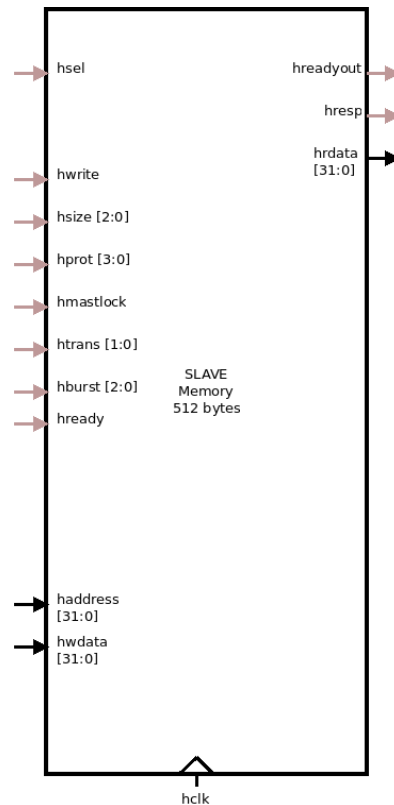 hsel
hreadyout
hresp
hrdata
[31:0]
hwrite
hsize [2:0]
hprot [3:0]
hmastlock
htrans [1:0]
hburst [2:0]
hready
SLAVE
Memory
512 bytes
haddress
[31:0]
hwdata
[31:0]
hclk